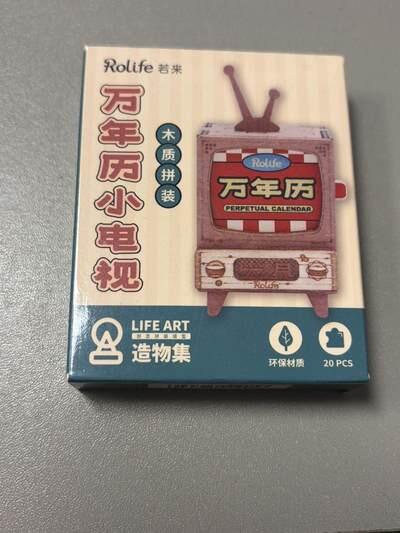 Rolife 若来
万年历小电视
木质拼装
Rolife
万年历
PERPETUAL CALENDAR
Rolife
LIFE ART
造物集
环保材质
20 PCS